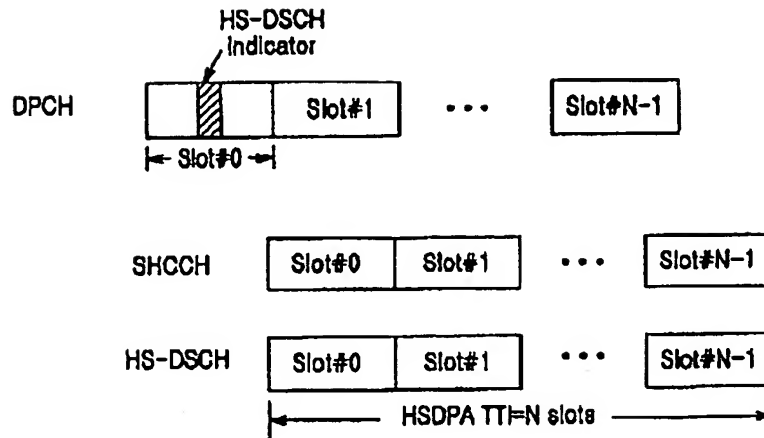 HS-DSCH
Indicator
DPCH
Slot#1
• • •
Slot#N-1
Slot#0
SHCCH
Slot#0
Slot#1
• • •
Slot#N-1
HS-DSCH
Slot#0
Slot#1
• • •
Slot#N-1
HSDPA TTI=N slots